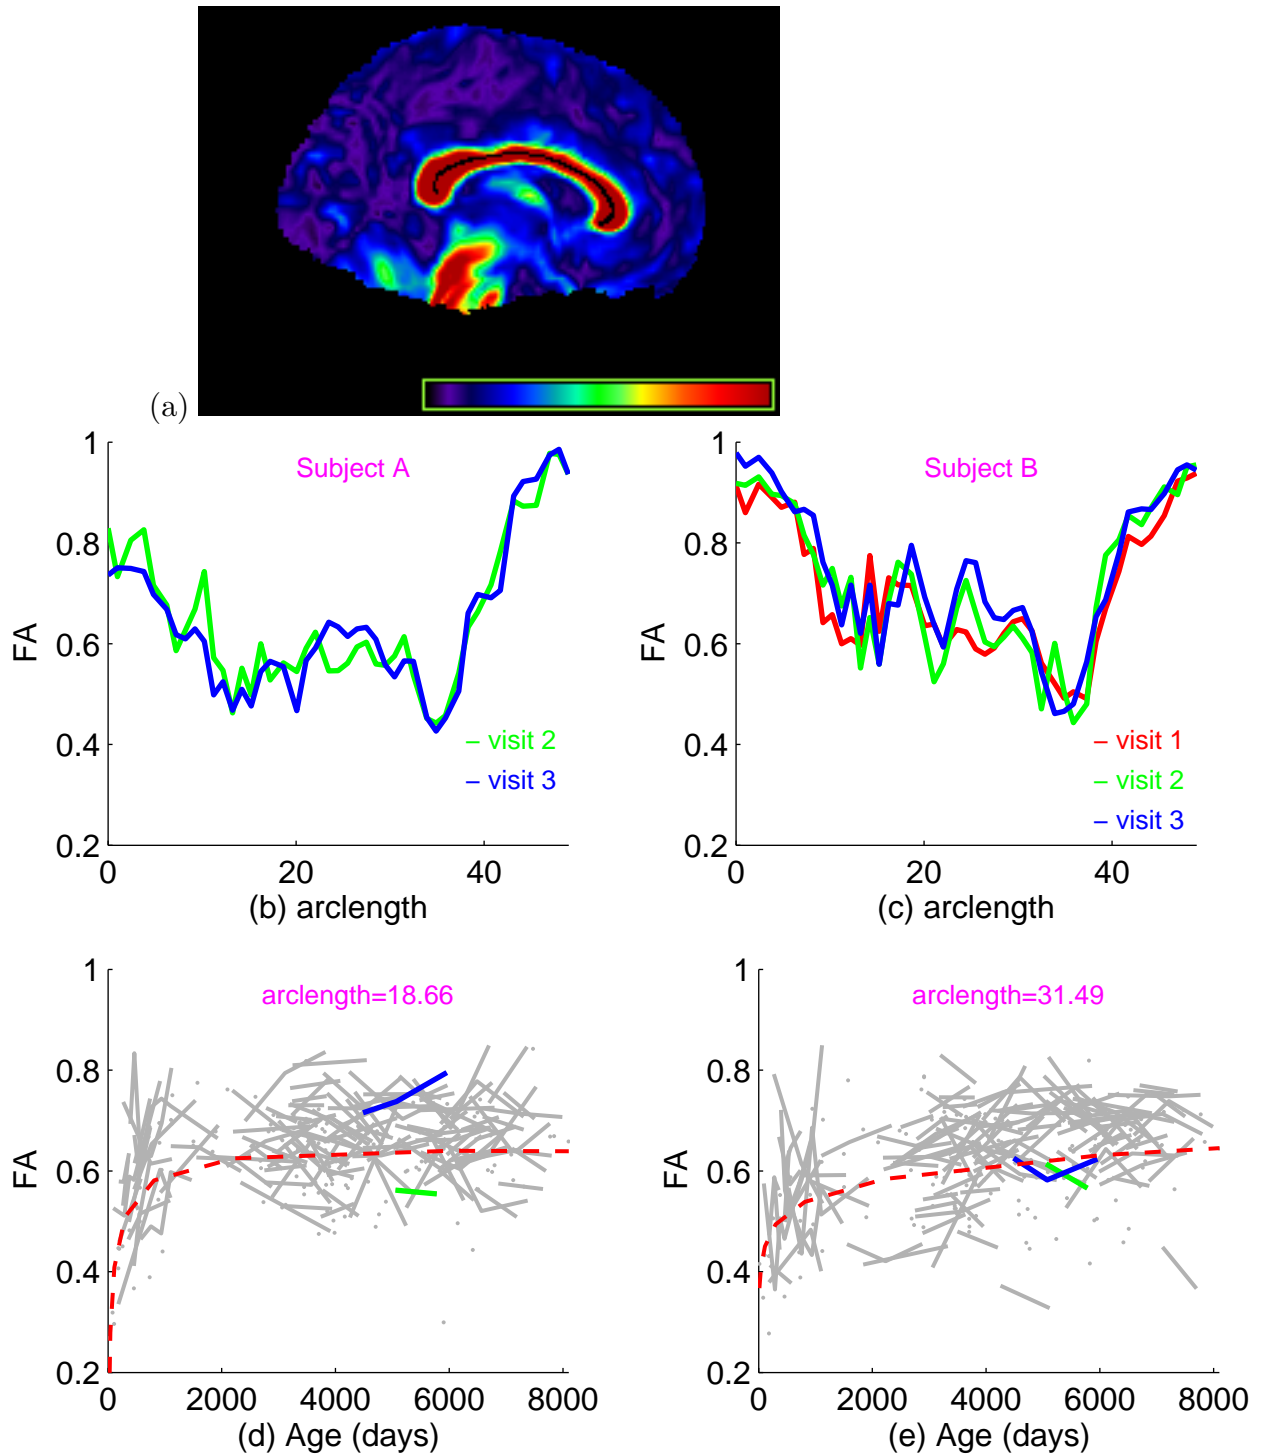 (a)
1
0.8
0.6
0.4
0.2
FA
Subject A
– visit 2
– visit 3
0 20 40
(b) arclength
1
0.8
0.6
0.4
0.2
FA
Subject B
– visit 1
– visit 2
– visit 3
0 20 40
(c) arclength
1
0.8
0.6
0.4
0.2
FA
arclength=18.66
0 2000 4000 6000 8000
(d) Age (days)
1
0.8
0.6
0.4
0.2
FA
arclength=31.49
0 2000 4000 6000 8000
(e) Age (days)